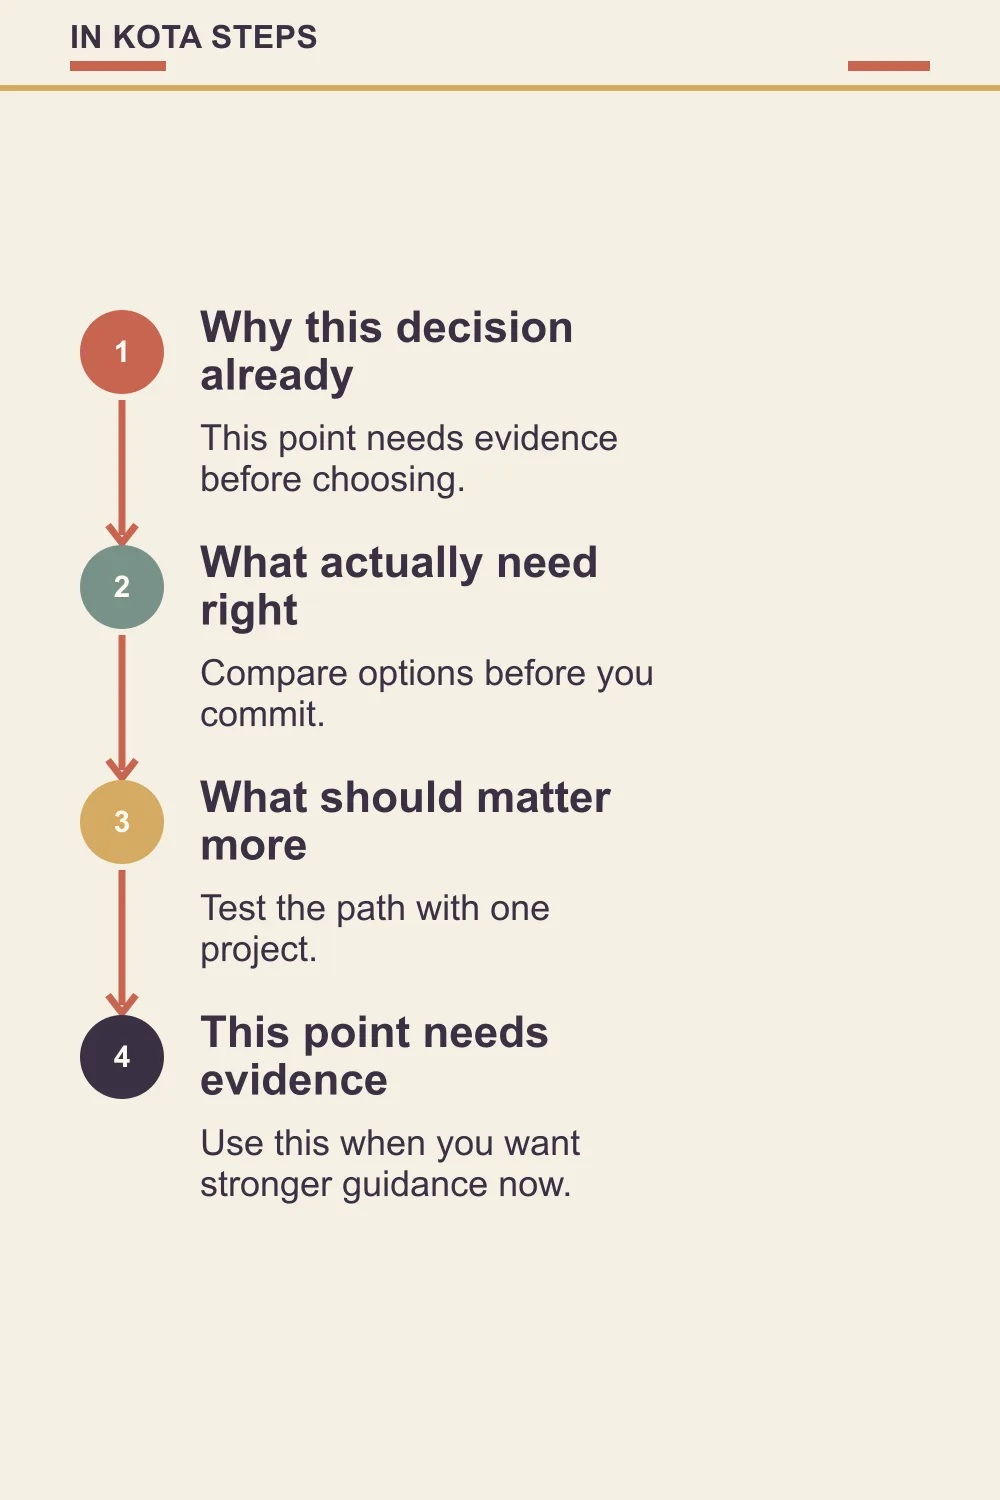 IN KOTA STEPS
1
Why this decision
already
This point needs evidence
before choosing.
2
What actually need
right
Compare options before you
commit.
3
What should matter
more
Test the path with one
project.
4
This point needs
evidence
Use this when you want
stronger guidance now.